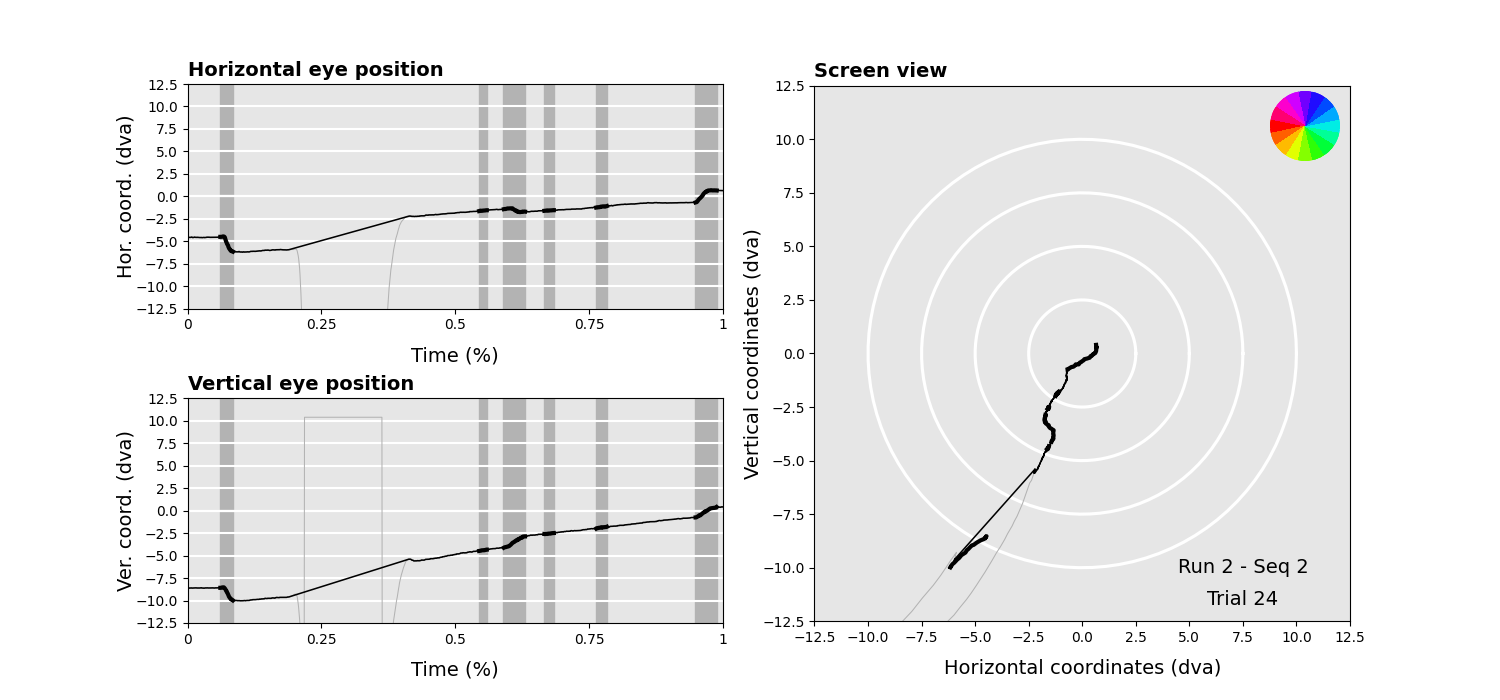 Horizontal eye position
12.5
10.0
7.5
5.0
2.5
0.0
−2.5
−5.0
−7.5
−10.0
−12.5
Hor. coord. (dva)
0 0.25 0.5 0.75 1
Time (%)
Vertical eye position
12.5
10.0
7.5
5.0
2.5
0.0
−2.5
−5.0
−7.5
−10.0
−12.5
Ver. coord. (dva)
0 0.25 0.5 0.75 1
Time (%)
Screen view
12.5
10.0
7.5
5.0
2.5
0.0
−2.5
−5.0
−7.5
−10.0
−12.5
Vertical coordinates (dva)
Run 2 - Seq 2
Trial 24
−12.5 −10.0 −7.5 −5.0 −2.5 0.0 2.5 5.0 7.5 10.0 12.5
Horizontal coordinates (dva)